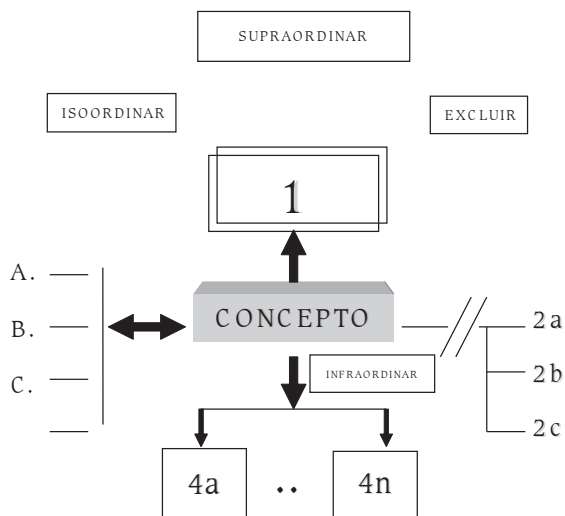 SUPRAORDINAR
ISOORDINAR
EXCLUIR
1
A.
B.
C.
CONCEPTO
2a
2b
2c
INFRAORDINAR
4a
..
4n